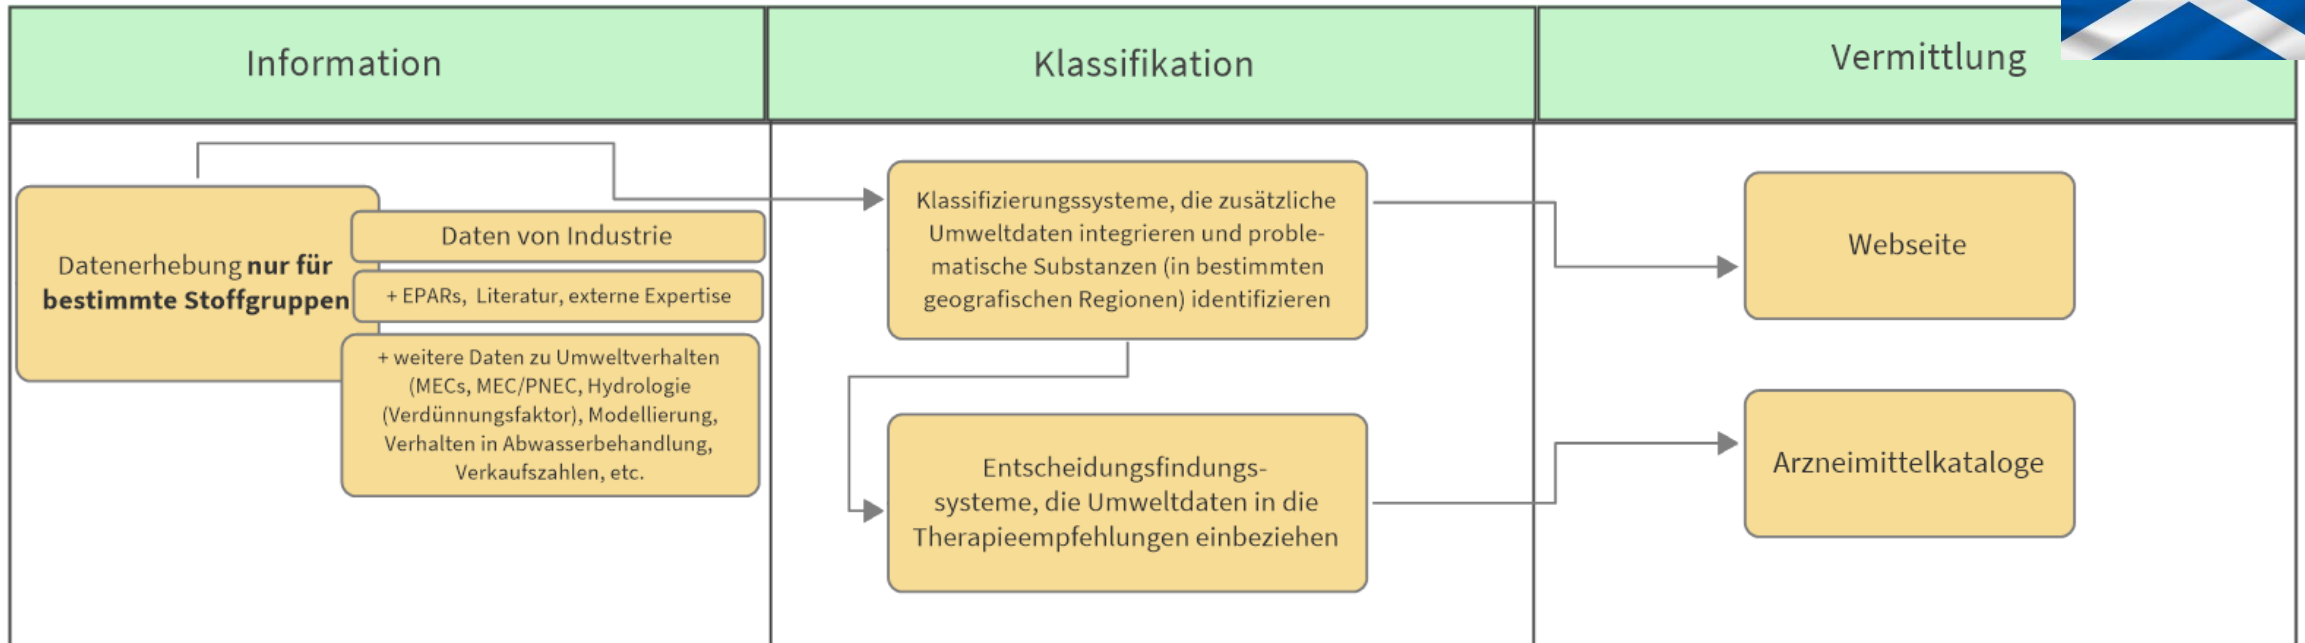 Information
Klassifikation
Vermittlung
Datenerhebung nur für
bestimmte Stoffgruppen
Daten von Industrie
+ EPARs, Literatur, externe Expertise
+ weitere Daten zu Umweltverhalten
(MECs, MEC/PNEC, Hydrologie
(Verdünnungsfaktor), Modellierung,
Verhalten in Abwasserbehandlung,
Verkaufszahlen, etc.
Klassifizierungssysteme, die zusätzliche
Umweltdaten integrieren und proble-
matische Substanzen (in bestimmten
geografischen Regionen) identifizieren
Entscheidungsfindungs-
systeme, die Umweltdaten in die
Therapieempfehlungen einbeziehen
Webseite
Arzneimittelkataloge